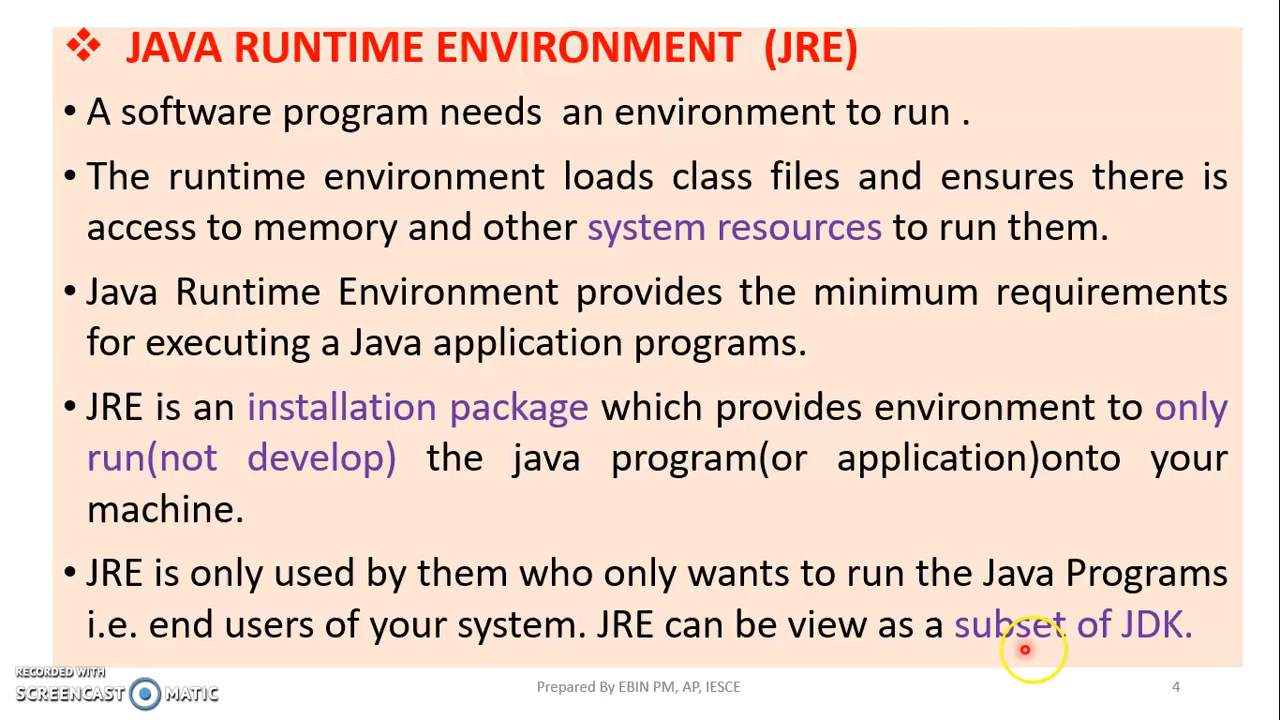 ❖ JAVA RUNTIME ENVIRONMENT (JRE)
• A software program needs an environment to run .
• The runtime environment loads class files and ensures there is
access to memory and other system resources to run them.
• Java Runtime Environment provides the minimum requirements
for executing a Java application programs.
• JRE is an installation package which provides environment to only
run(not develop) the java program(or application)onto your
machine.
• JRE is only used by them who only wants to run the Java Programs
i.e. end users of your system. JRE can be view as a subset of JDK.
RECORDED WITH
SCREENCAST MATIC
Prepared By EBIN PM, AP, IESCE
4